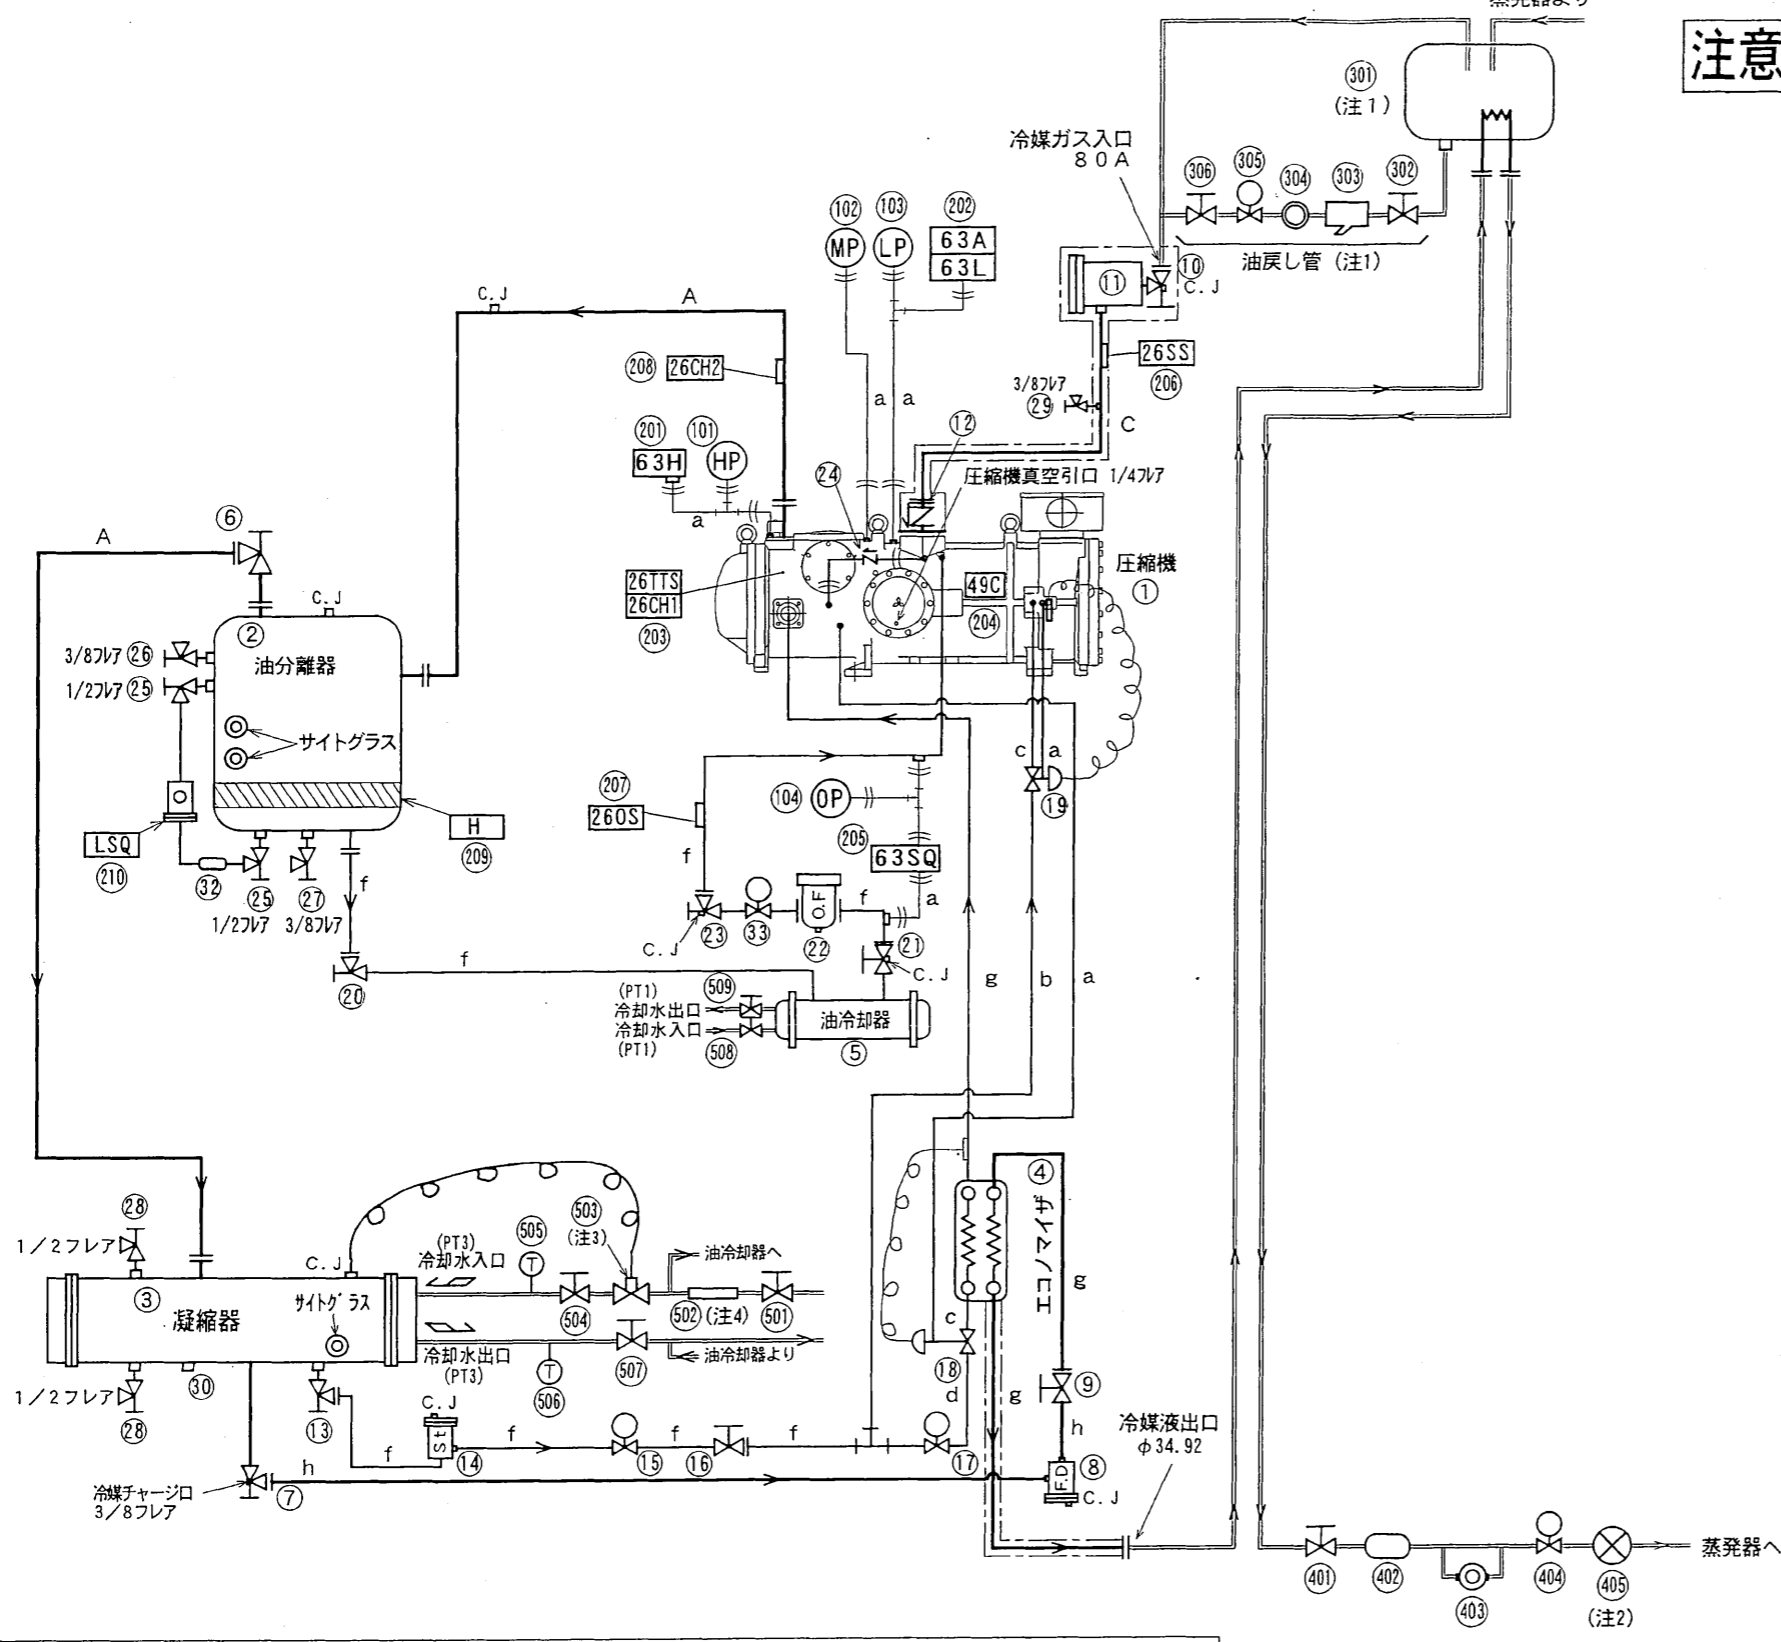 蒸発器より
注意
301
(注1)
冷媒ガス入口
80A
306
305
304
303
302
油戻し管 (注1)
102
103
202
MP
LP
63A
63L
11
10
C.J
C.J
A
208
26CH2
26SS
206
3/8フレア
29
a
a
C
12
201
101
63H
HP
24
圧縮機真空引口 1/4フレア
a
6
A
26TTS
26CH1
203
49C
204
圧縮機
1
C.J
2
油分離器
3/8フレア 26
1/2フレア 25
サイトグラス
c
a
19
207
26OS
104
OP
LSQ
210
H
209
205
63SQ
32
25
27
1/2フレア 3/8フレア
f
f
O.F
f
a
C.J
23
33
22
21
C.J
f
20
g
b
a
(PT1)
509
冷却水出口
冷却水入口
(PT1)
508
油冷却器
5
28
1/2フレア
505
503
(注3)
4
エコノマイザ
(PT3)
冷却水入口
T
油冷却器へ
C.J
3
凝縮器
サイトグラス
504
502
(注4)
501
g
c
冷却水出口
(PT3)
T
506
507
油冷却器より
18
d
g
9
1/2フレア
28
30
13
C.J
St
14
f
f
15
f
16
f
17
h
冷媒液出口
φ34.92
F.D
8
C.J
冷媒チャージ口
3/8フレア
7
h
401
402
403
404
405
(注2)
蒸発器へ